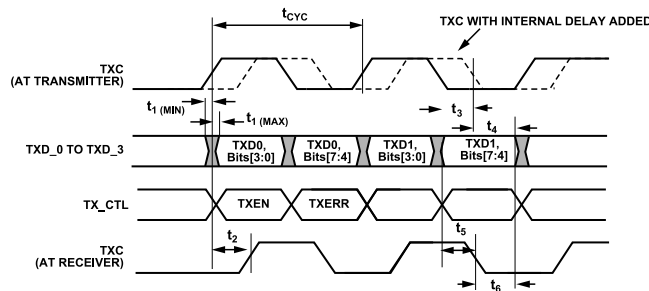 tCYC
TXC WITH INTERNAL DELAY ADDED
TXC
(AT TRANSMITTER)
t1 (MIN)
t1 (MAX)
t3
t4
TXD_0 TO TXD_3
TXD0,
Bits[3:0]
TXD0,
Bits[7:4]
TXD1,
Bits[3:0]
TXD1,
Bits[7:4]
TX_CTL
TXEN
TXERR
t2
t5
TXC
(AT RECEIVER)
t6